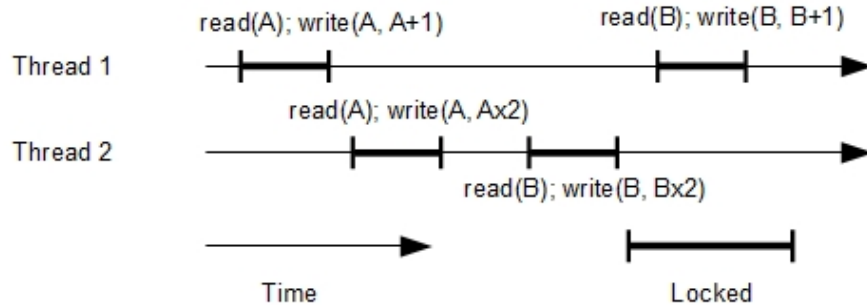 read(A); write(A, A+1)
read(B); write(B, B+1)
Thread 1
read(A); write(A, Ax2)
Thread 2
read(B); write(B, Bx2)
Time
Locked